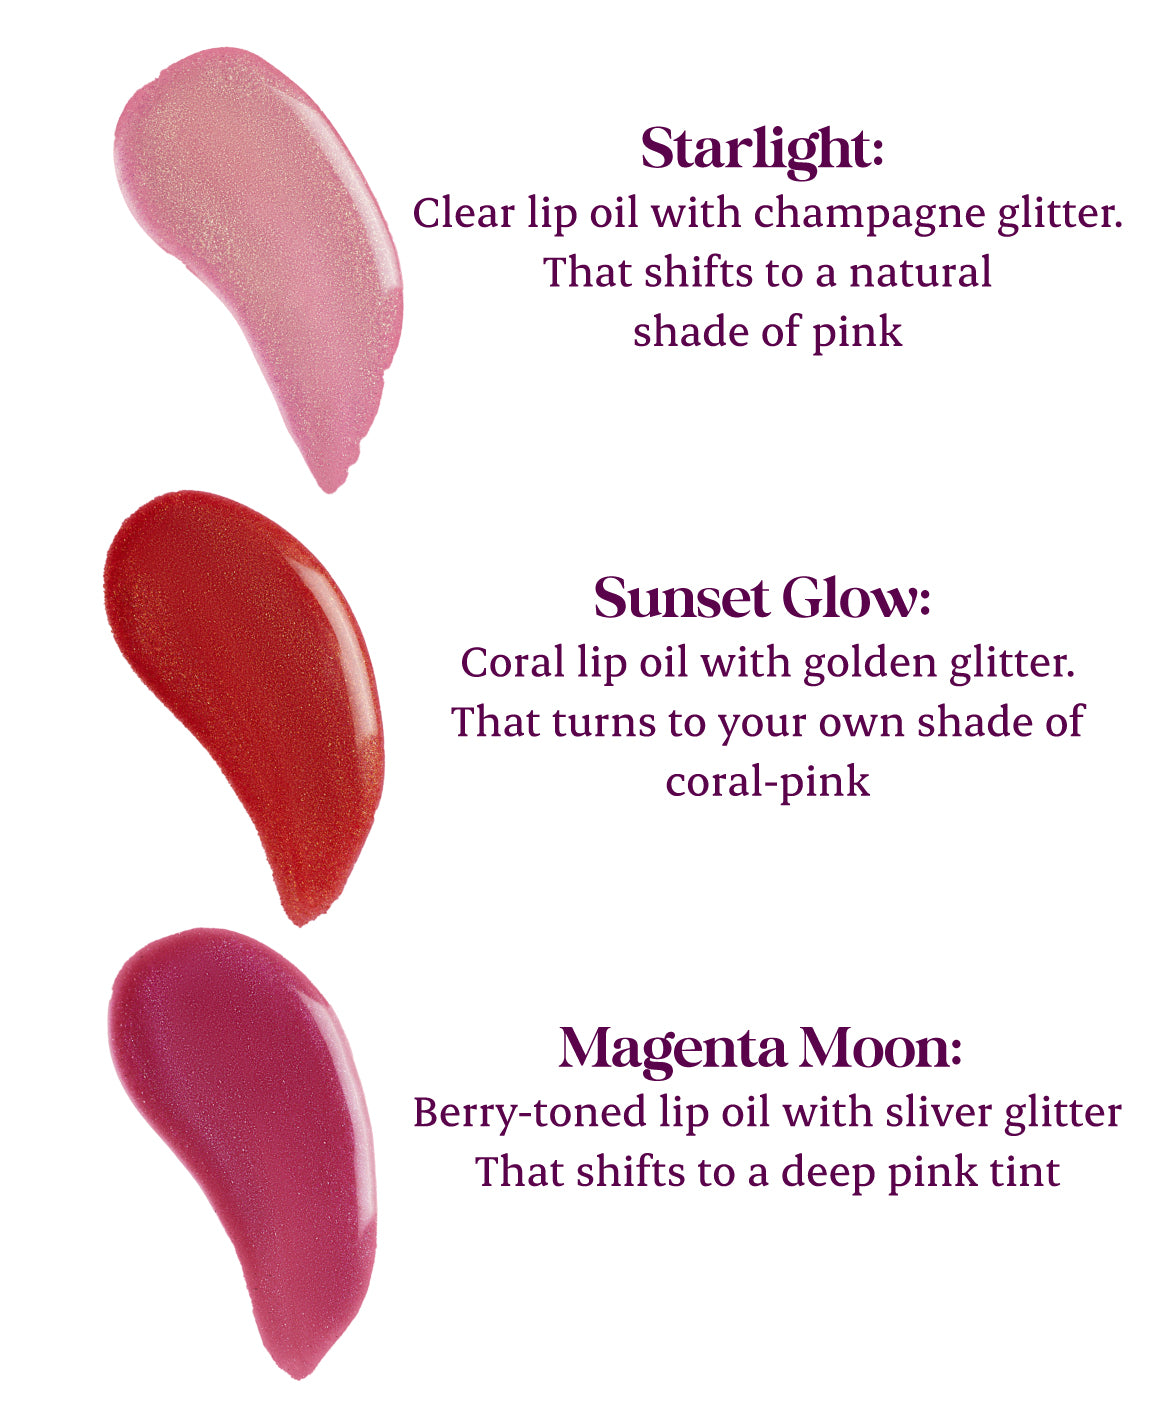 Starlight:
Clear lip oil with champagne glitter.
That shifts to a natural
shade of pink
Sunset Glow:
Coral lip oil with golden glitter.
That turns to your own shade of
coral-pink
Magenta Moon:
Berry-toned lip oil with sliver glitter
That shifts to a deep pink tint